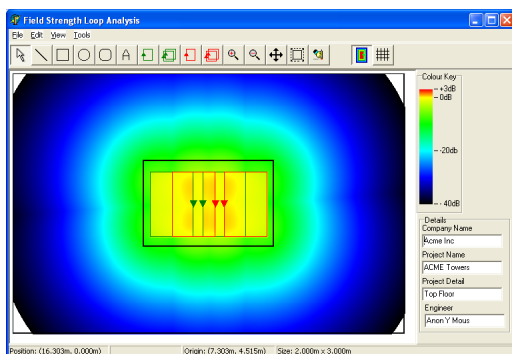 Field Strength Loop Analysis
File Edit View Tools
A
Colour Key
+3dB
0dB
-20db
- 40dB
Details
Company Name
Acme Inc
Project Name
ACME Towers
Project Detail
Top Floor
Engineer
Anon Y Mous
Position: (16.303m, 0.000m) Origin: (7.303m, 4.515m) Size: 2.000m x 3.000m